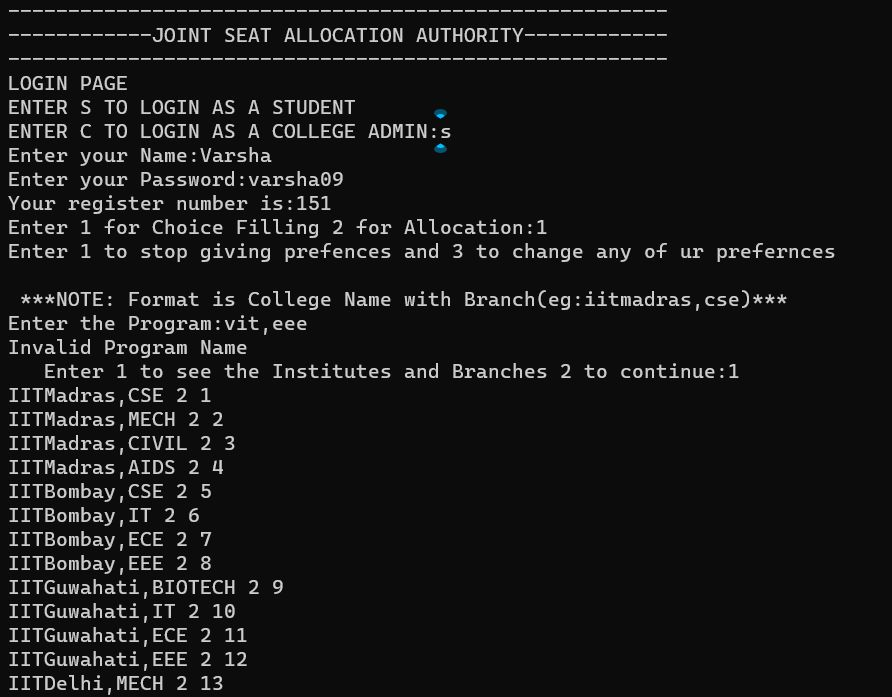 -------------------------------------------------------
------------JOINT SEAT ALLOCATION AUTHORITY------------
-------------------------------------------------------
LOGIN PAGE
ENTER S TO LOGIN AS A STUDENT
ENTER C TO LOGIN AS A COLLEGE ADMIN:s
Enter your Name:Varsha
Enter your Password:varsha09
Your register number is:151
Enter 1 for Choice Filling 2 for Allocation:1
Enter 1 to stop giving prefences and 3 to change any of ur prefernces
***NOTE: Format is College Name with Branch(eg:iitmadras,cse)***
Enter the Program:vit,eee
Invalid Program Name
Enter 1 to see the Institutes and Branches 2 to continue:1
IITMadras,CSE 2 1
IITMadras,MECH 2 2
IITMadras,CIVIL 2 3
IITMadras,AIDS 2 4
IITBombay,CSE 2 5
IITBombay,IT 2 6
IITBombay,ECE 2 7
IITBombay,EEE 2 8
IITGuwahati,BIOTECH 2 9
IITGuwahati,IT 2 10
IITGuwahati,ECE 2 11
IITGuwahati,EEE 2 12
IITDelhi,MECH 2 13